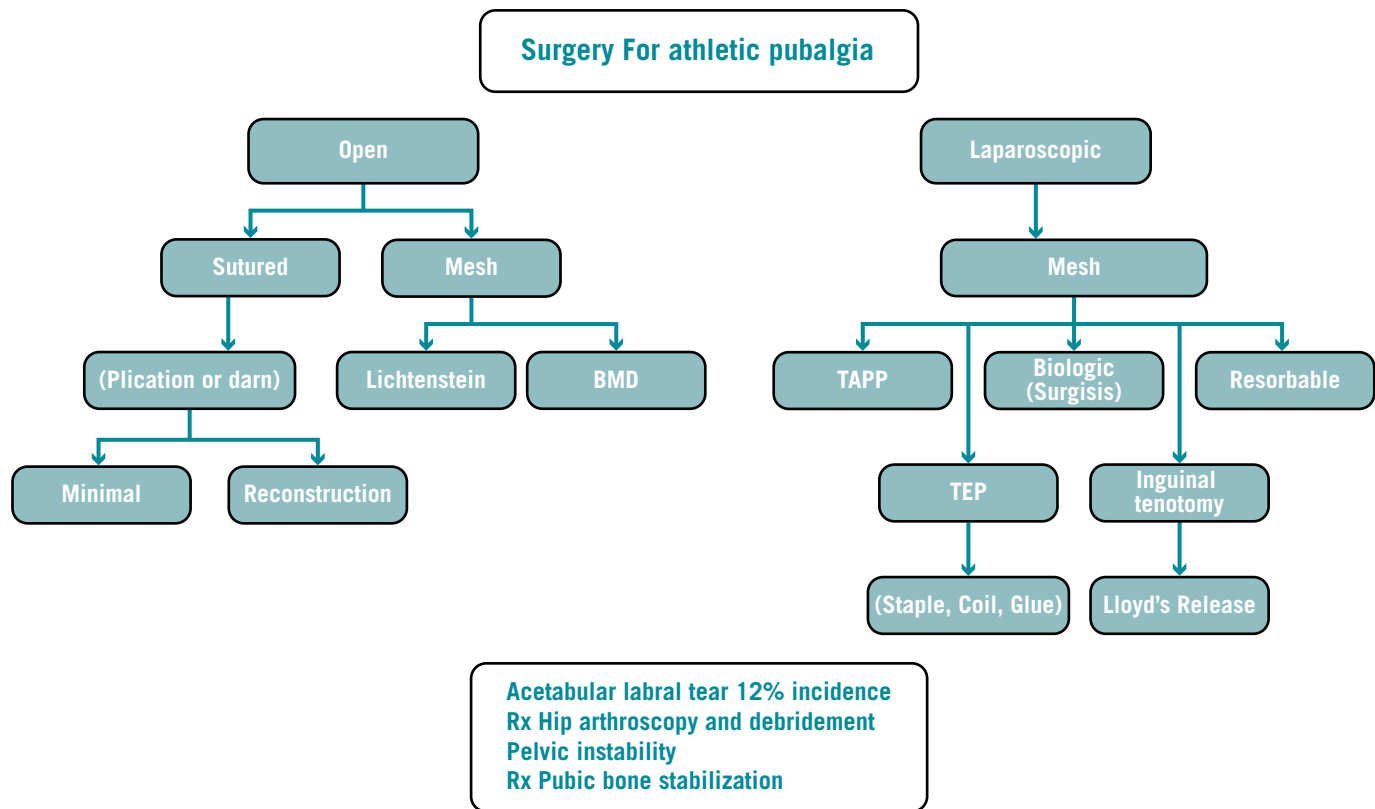 Surgery For athletic pubalgia
Open
Laparoscopic
Sutured
Mesh
Mesh
(Plication or darn)
Lichtenstein
BMD
TAPP
Biologic
(Surgisis)
Resorbable
Minimal
Reconstruction
TEP
Inguinal
tenotomy
(Staple, Coil, Glue)
Lloyd’s Release
Acetabular labral tear 12% incidence
Rx Hip arthroscopy and debridement
Pelvic instability
Rx Pubic bone stabilization